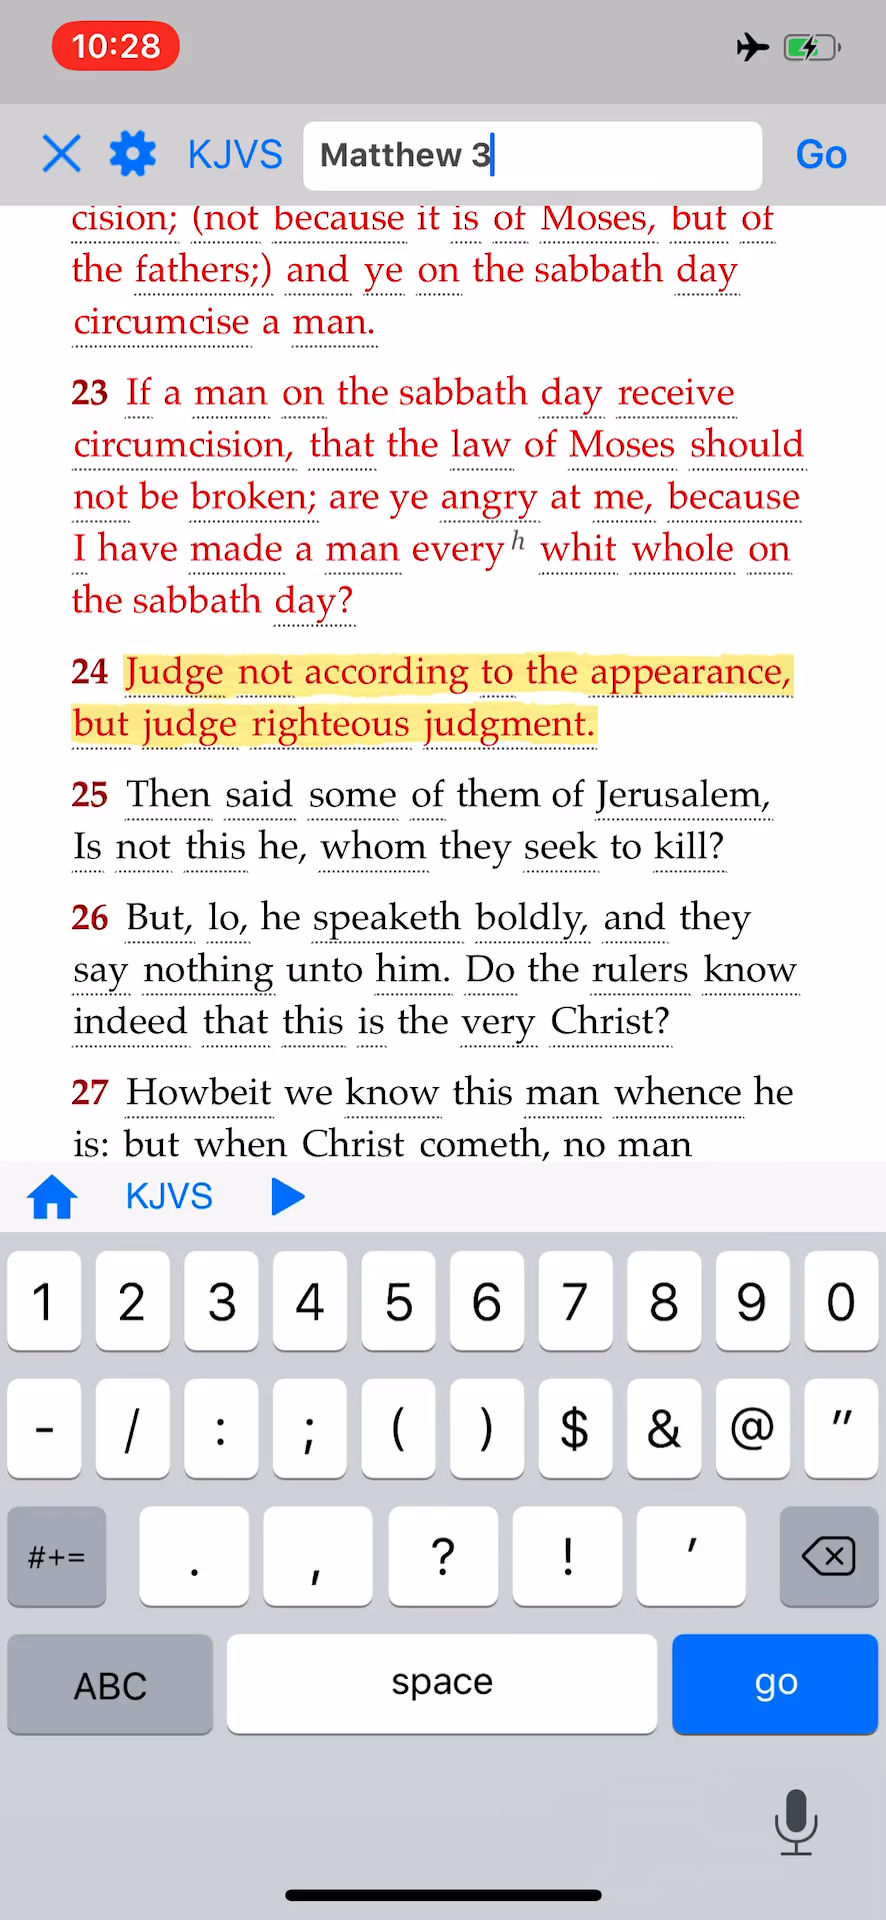 10:28
KJVS Matthew 3 Go
cision; (not because it is of Moses, but of
the fathers;) and ye on the sabbath day
circumcise a man.
23 If a man on the sabbath day receive
circumcision, that the law of Moses should
not be broken; are ye angry at me, because
I have made a man every h whit whole on
the sabbath day?
24 Judge not according to the appearance,
but judge righteous judgment.
25 Then said some of them of Jerusalem,
Is not this he, whom they seek to kill?
26 But, lo, he speaketh boldly, and they
say nothing unto him. Do the rulers know
indeed that this is the very Christ?
27 Howbeit we know this man whence he
is: but when Christ cometh, no man
KJVS
1 2 3 4 5 6 7 8 9 0
- / : ; ( ) $ & @ "
#+= . , ? ! '
ABC space go